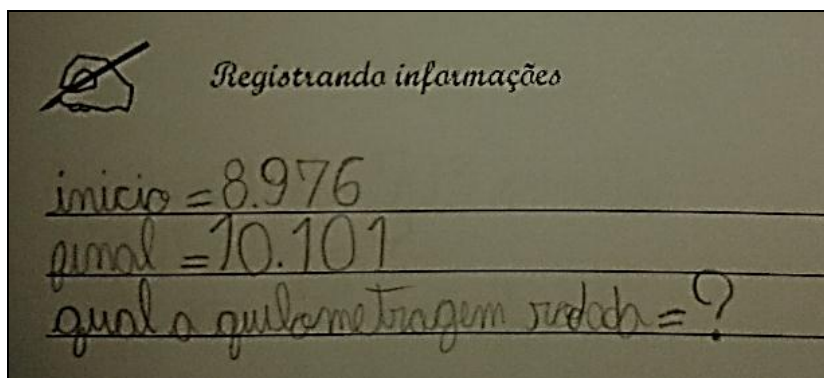 Registrando informações
inicio = 8.976
final = 10.101
qual a quilometragem rodada = ?